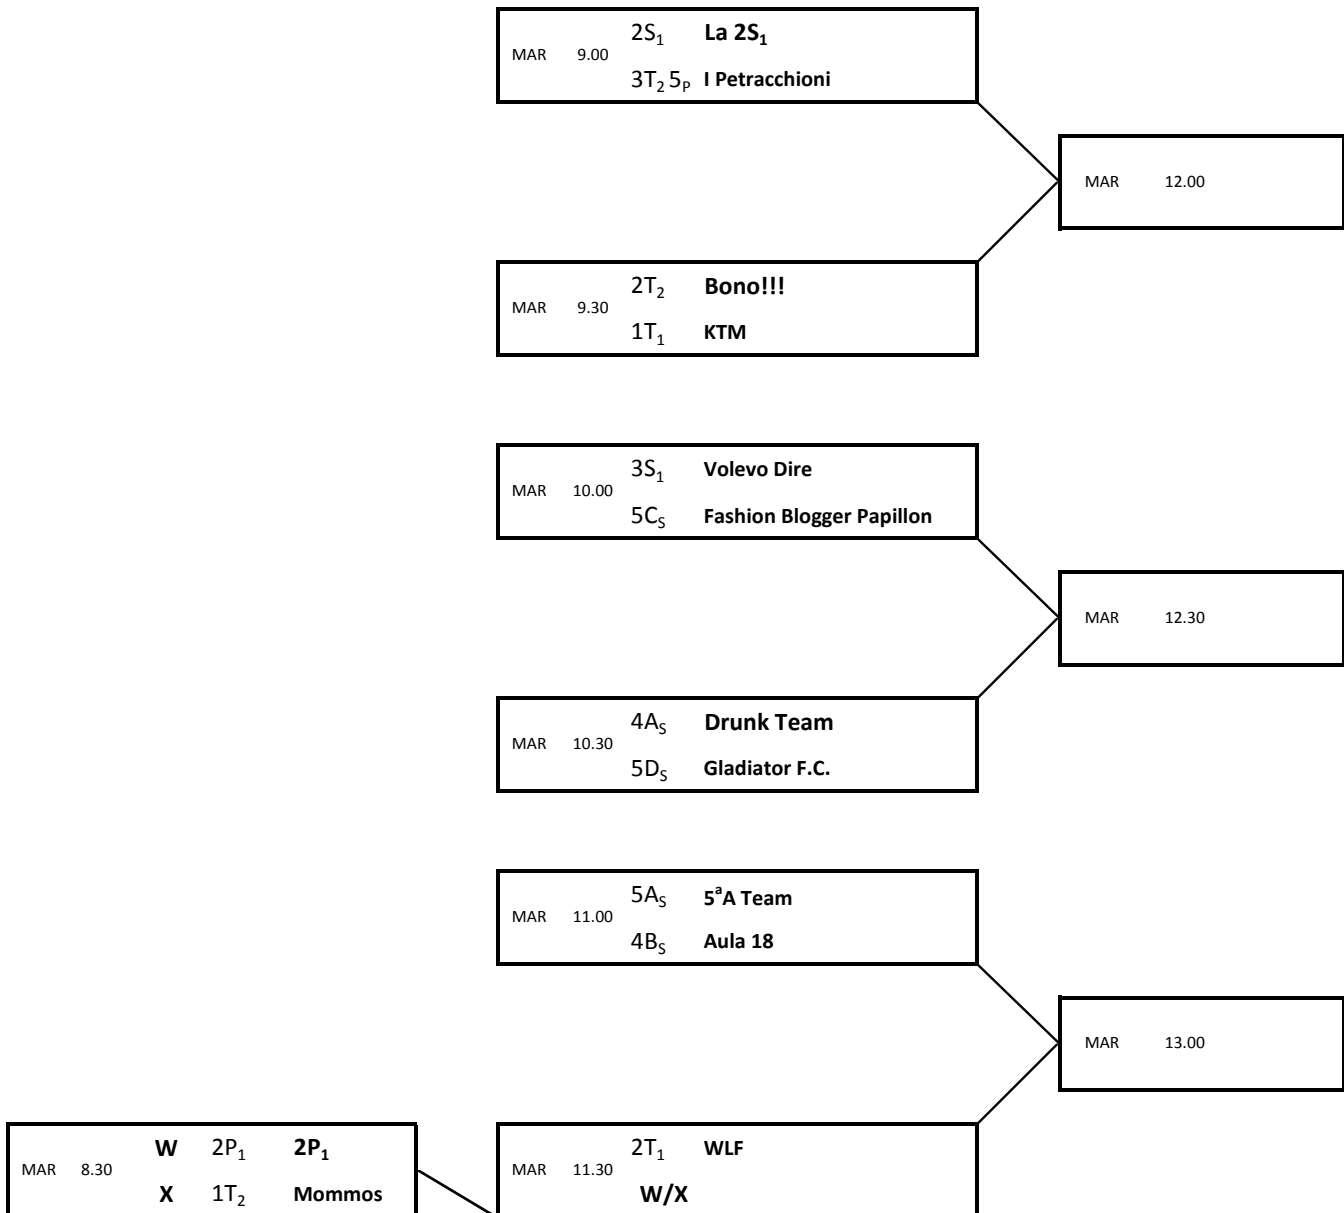 2S₁ La 2S₁
MAR 9.00
3T₂ 5ₚ I Petracchioni
MAR 12.00
2T₂ Bono!!!
MAR 9.30
1T₁ KTM
3S₁ Volevo Dire
MAR 10.00
5Cₛ Fashion Blogger Papillon
MAR 12.30
4Aₛ Drunk Team
MAR 10.30
5Dₛ Gladiator F.C.
5Aₛ 5ªA Team
MAR 11.00
4Bₛ Aula 18
MAR 13.00
W 2P₁ 2P₁
MAR 8.30
X 1T₂ Mommos
2T₁ WLF
MAR 11.30
W/X